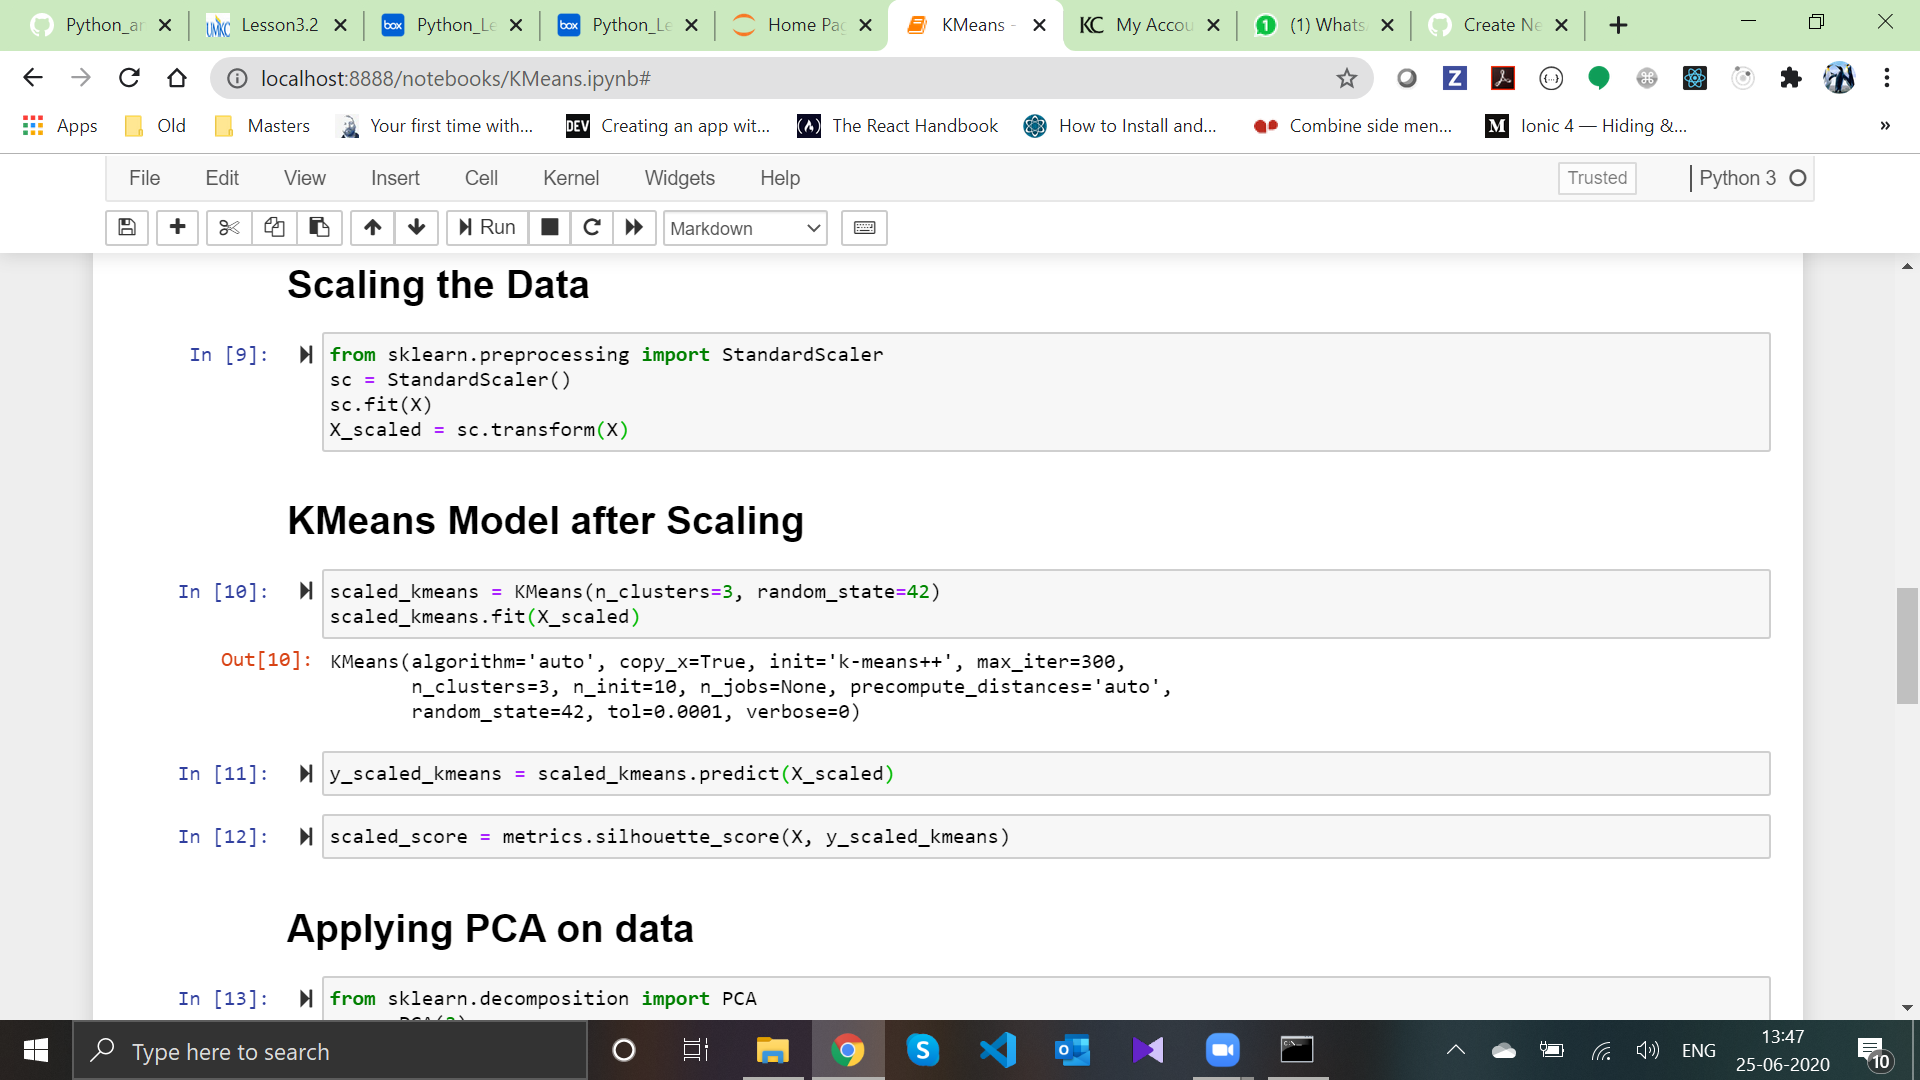 Python_ar
Lesson3.2
Python_Le
Python_Le
Home Pag
KMeans -
My Accou
(1) Whats
Create Ne
localhost:8888/notebooks/KMeans.ipynb#
Apps
Old
Masters
Your first time with...
DEV
Creating an app wit...
The React Handbook
How to Install and...
Combine side men...
Ionic 4 — Hiding &...
»
File
Edit
View
Insert
Cell
Kernel
Widgets
Help
Trusted
Python 3
Run
Markdown
Scaling the Data
In [9]:
from sklearn.preprocessing import StandardScaler
sc = StandardScaler()
sc.fit(X)
X_scaled = sc.transform(X)
KMeans Model after Scaling
In [10]:
scaled_kmeans = KMeans(n_clusters=3, random_state=42)
scaled_kmeans.fit(X_scaled)
Out[10]:
KMeans(algorithm='auto', copy_x=True, init='k-means++', max_iter=300,
n_clusters=3, n_init=10, n_jobs=None, precompute_distances='auto',
random_state=42, tol=0.0001, verbose=0)
In [11]:
y_scaled_kmeans = scaled_kmeans.predict(X_scaled)
In [12]:
scaled_score = metrics.silhouette_score(X, y_scaled_kmeans)
Applying PCA on data
In [13]:
from sklearn.decomposition import PCA
Type here to search
ENG
13:47
25-06-2020
10